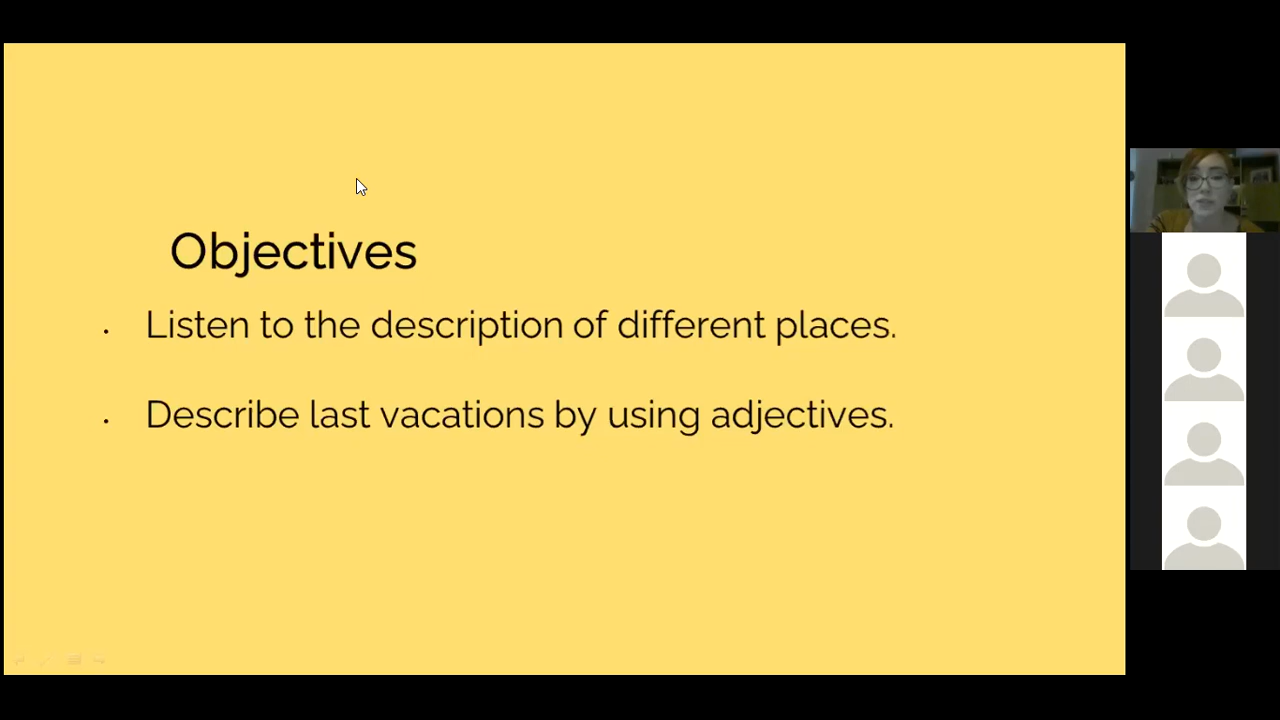 Objectives
Listen to the description of different places.
Describe last vacations by using adjectives.